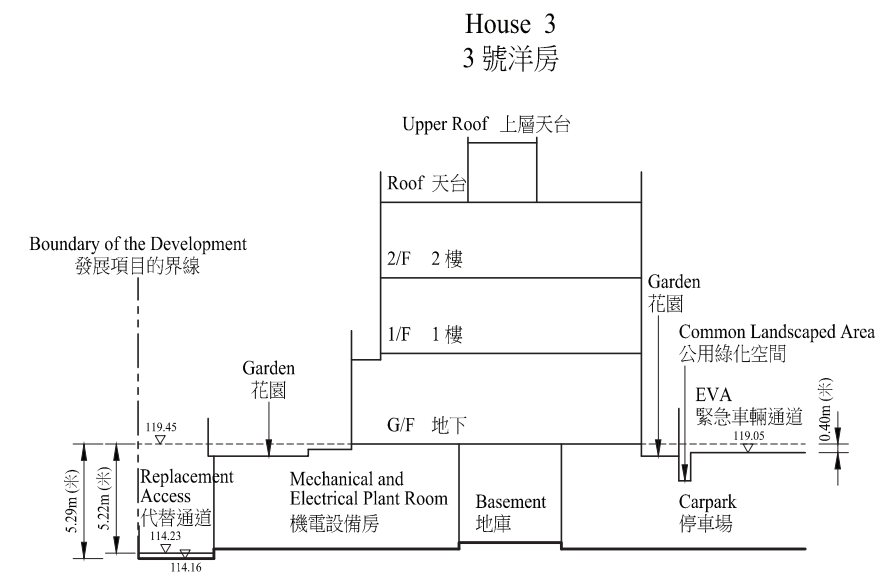 House 3
3 號洋房
Upper Roof 上層天台
Roof 天台
Boundary of the Development
發展項目的界線
2/F 2 樓
Garden
花園
1/F 1 樓
Common Landscaped Area
公用綠化空間
Garden
花園
EVA
緊急車輛通道
G/F 地下
119.45
119.05
0.40m (米)
5.29m (米)
5.22m (米)
Replacement
Access
代替通道
Mechanical and
Electrical Plant Room
機電設備房
Basement
地庫
Carpark
停車場
114.23
114.16